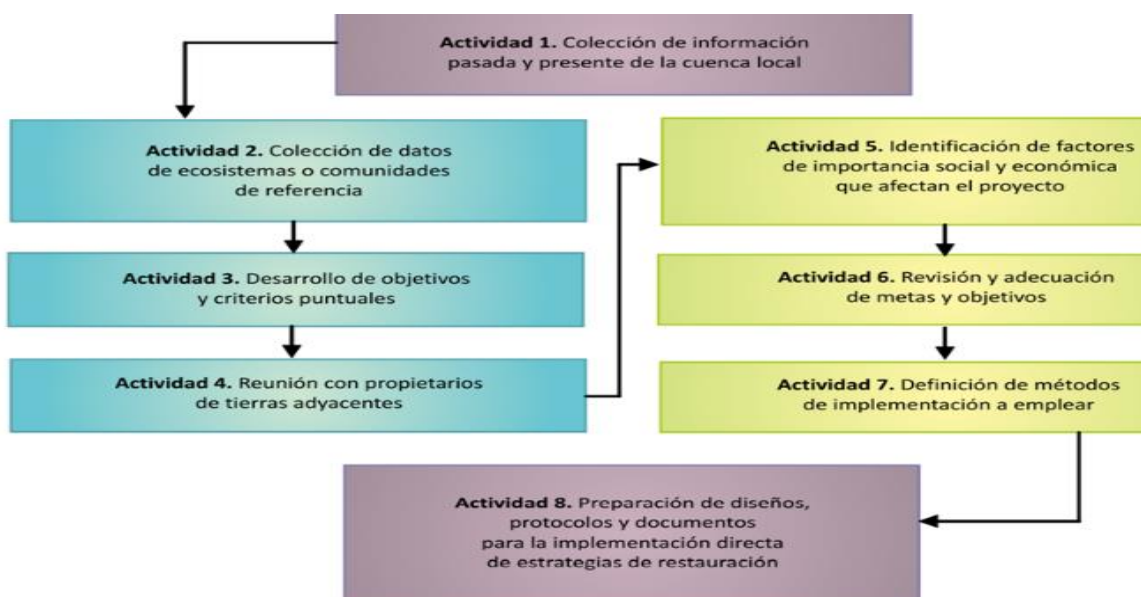 Actividad 1. Colección de información
pasada y presente de la cuenca local
Actividad 2. Colección de datos
de ecosistemas o comunidades
de referencia
Actividad 3. Desarrollo de objetivos
y criterios puntuales
Actividad 4. Reunión con propietarios
de tierras adyacentes
Actividad 5. Identificación de factores
de importancia social y económica
que afectan el proyecto
Actividad 6. Revisión y adecuación
de metas y objetivos
Actividad 7. Definición de métodos
de implementación a emplear
Actividad 8. Preparación de diseños,
protocolos y documentos
para la implementación directa
de estrategias de restauración